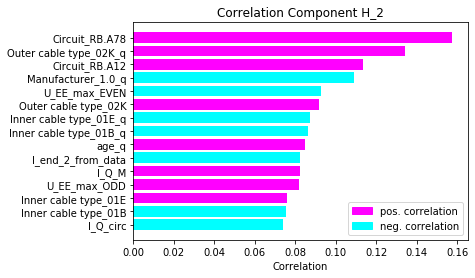 Correlation Component H_2
Circuit_RB.A78
Outer cable type_02K_q
Circuit_RB.A12
Manufacturer_1.0_q
U_EE_max_EVEN
Outer cable type_02K
Inner cable type_01E_q
Inner cable type_01B_q
age_q
I_end_2_from_data
I_Q_M
U_EE_max_ODD
Inner cable type_01E
Inner cable type_01B
I_Q_circ
pos. correlation
neg. correlation
0.00 0.02 0.04 0.06 0.08 0.10 0.12 0.14 0.16
Correlation